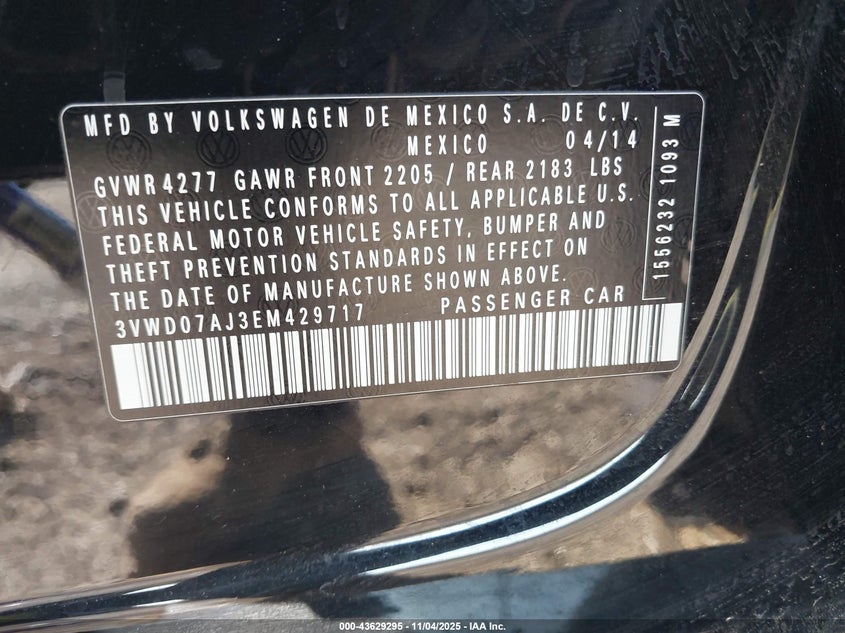 MFD BY VOLKSWAGEN DE MEXICO S.A. DE C.V.
MEXICO 04/14
GVWR 4277 GAWR FRONT 2205 / REAR 2183 LBS
THIS VEHICLE CONFORMS TO ALL APPLICABLE U.S.
FEDERAL MOTOR VEHICLE SAFETY, BUMPER AND
THEFT PREVENTION STANDARDS IN EFFECT ON
THE DATE OF MANUFACTURE SHOWN ABOVE.
3VWD07AJ3EM429717 PASSENGER CAR
1556232 1093 M
000-43629295 - 11/04/2025 - IAA Inc.